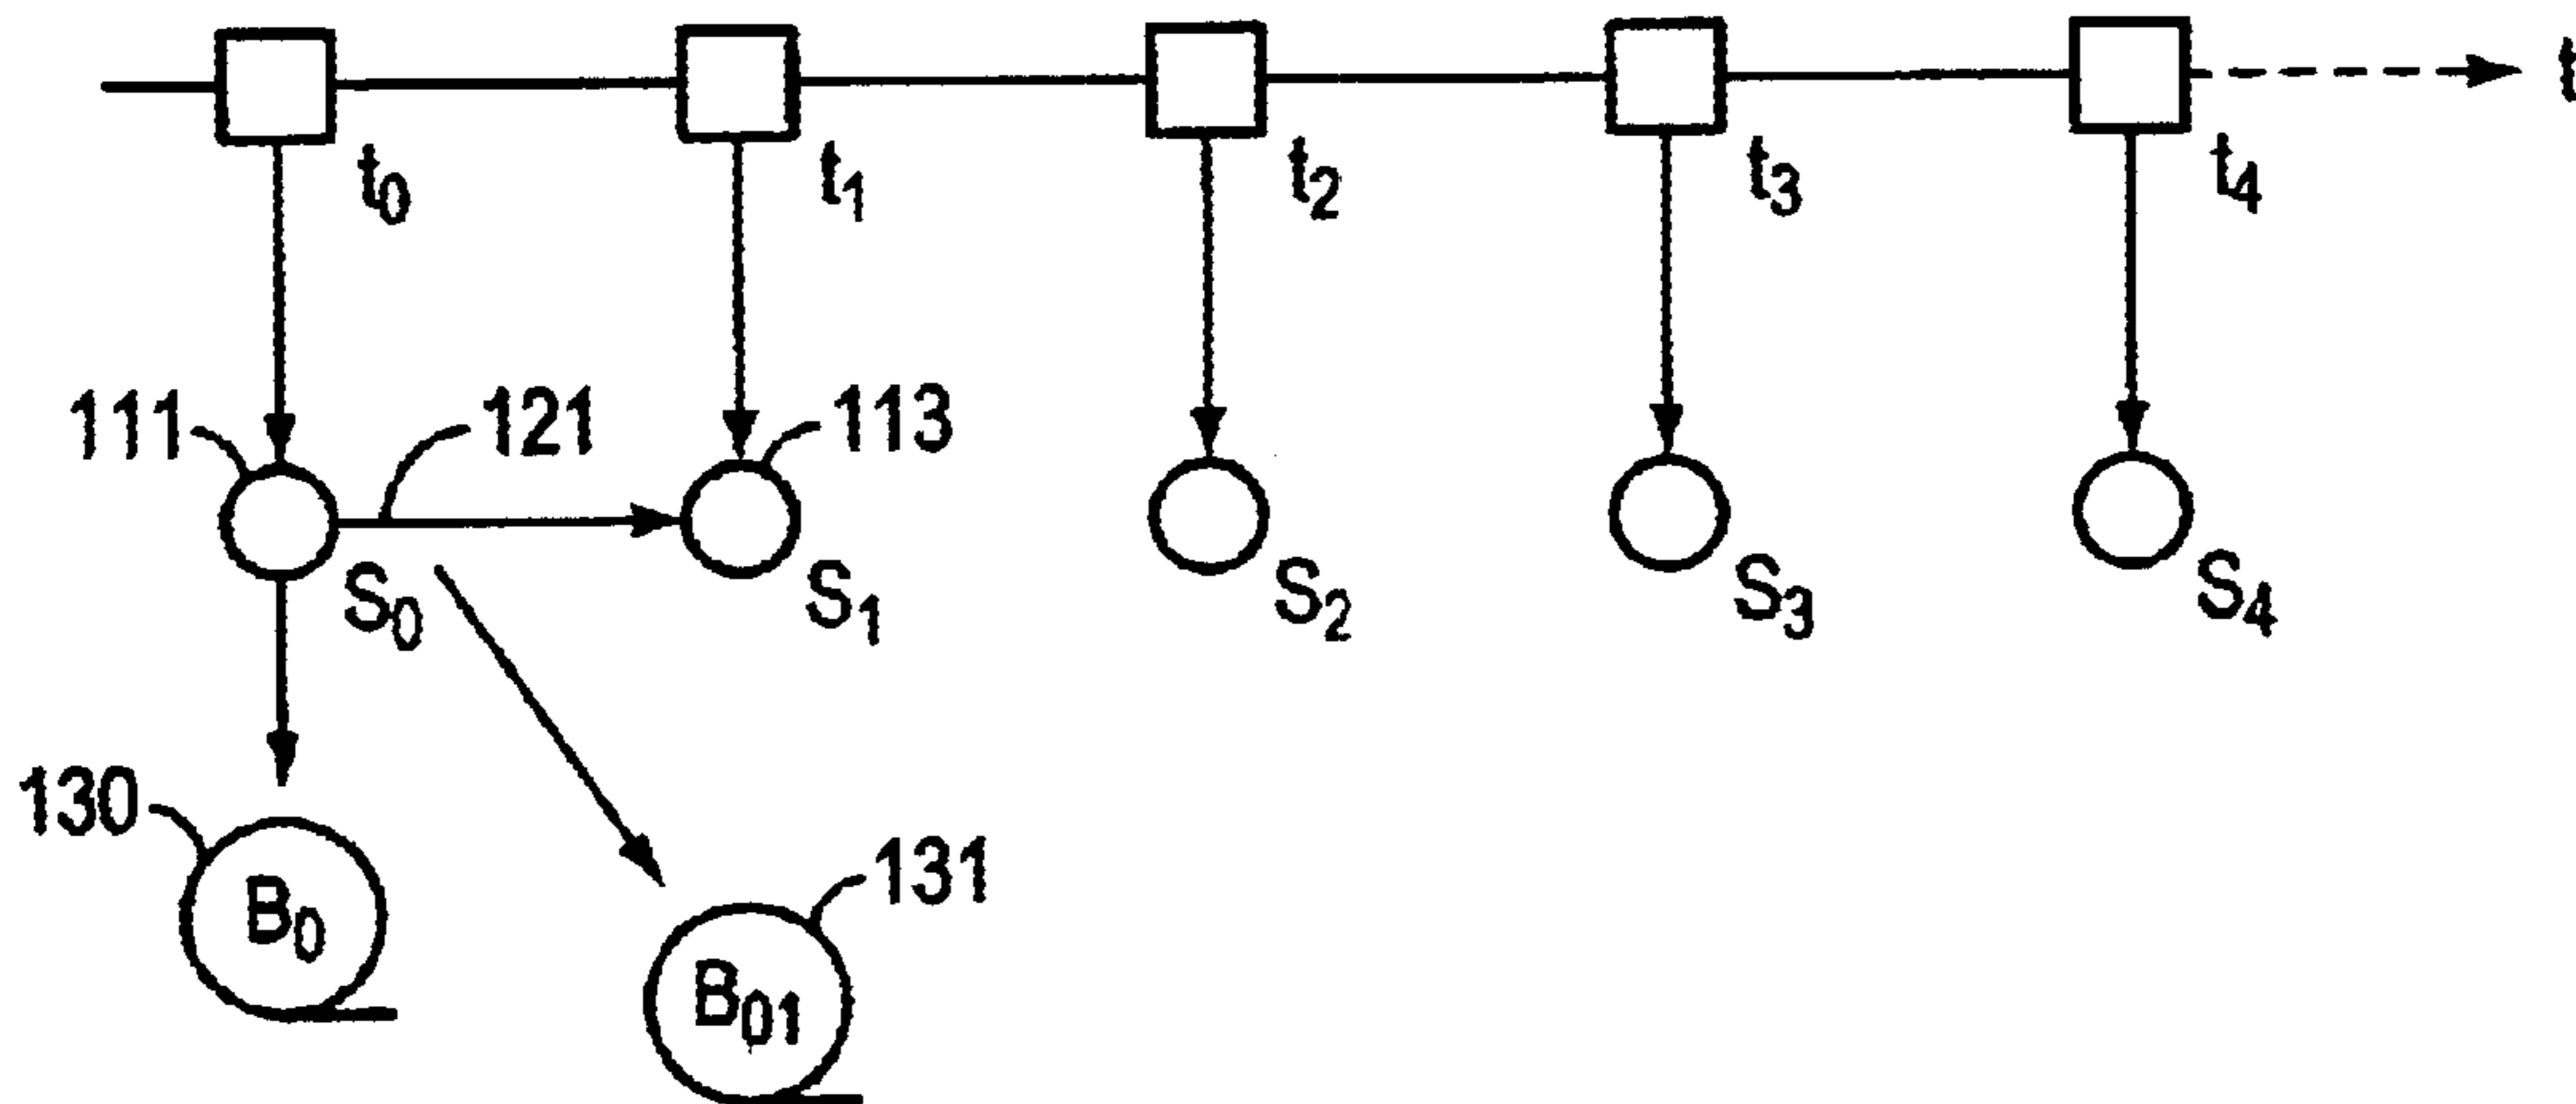 t
t₀ t₁ t₂ t₃ t₄
111 121 113
S₀ S₁ S₂ S₃ S₄
130 131
B₀
B₀₁